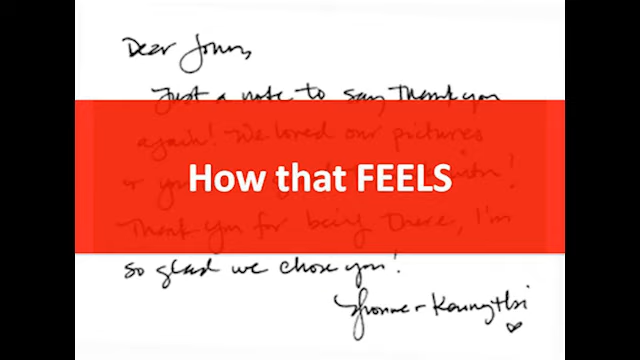 Dear
Just a note to say Thank you
again! We loved our pictures
How that FEELS
Thank you for being There, I'm
so glad we chose you!
Yvonne +